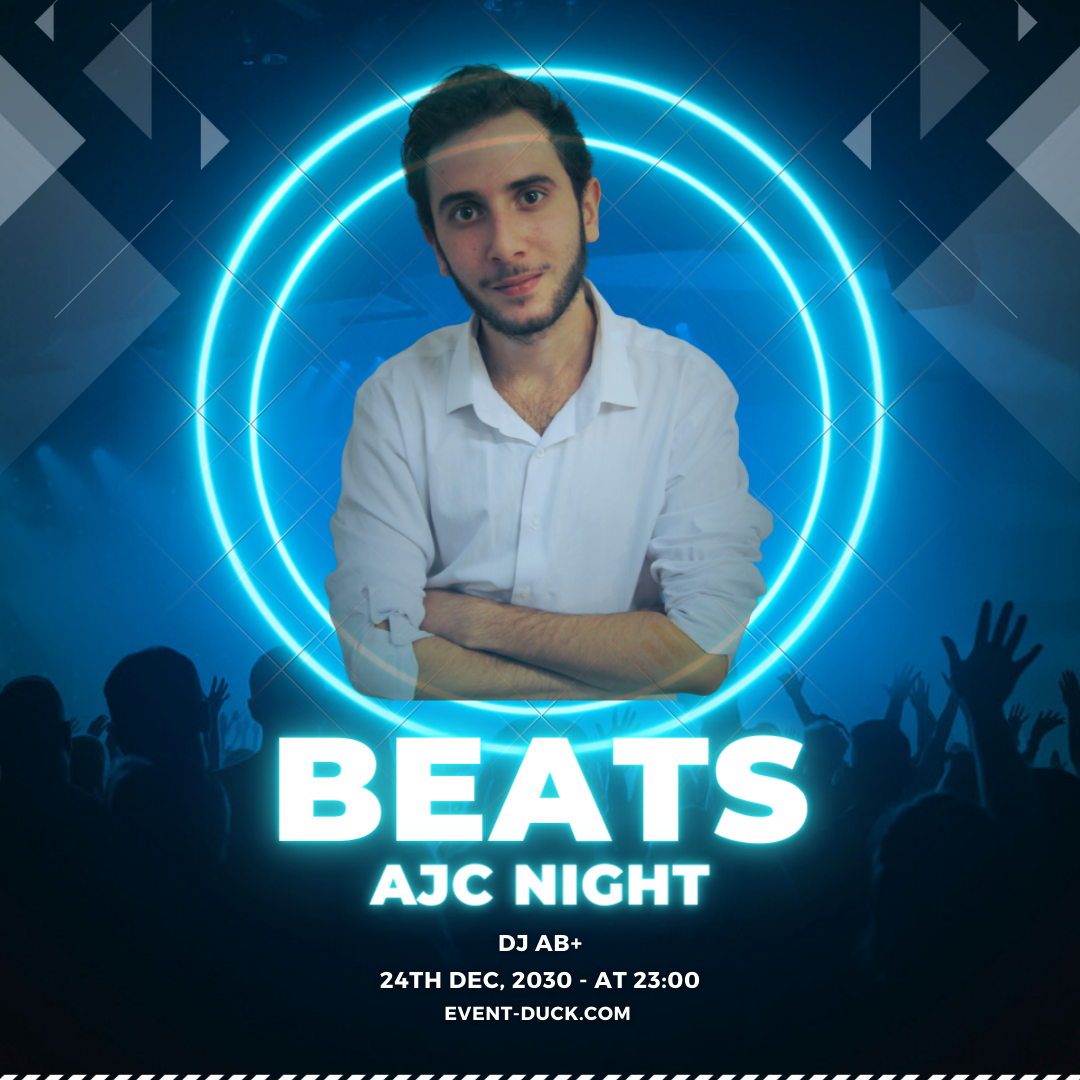 BEATS
AJC NIGHT
DJ AB+
24TH DEC, 2030 - AT 23:00
EVENT-DUCK.COM